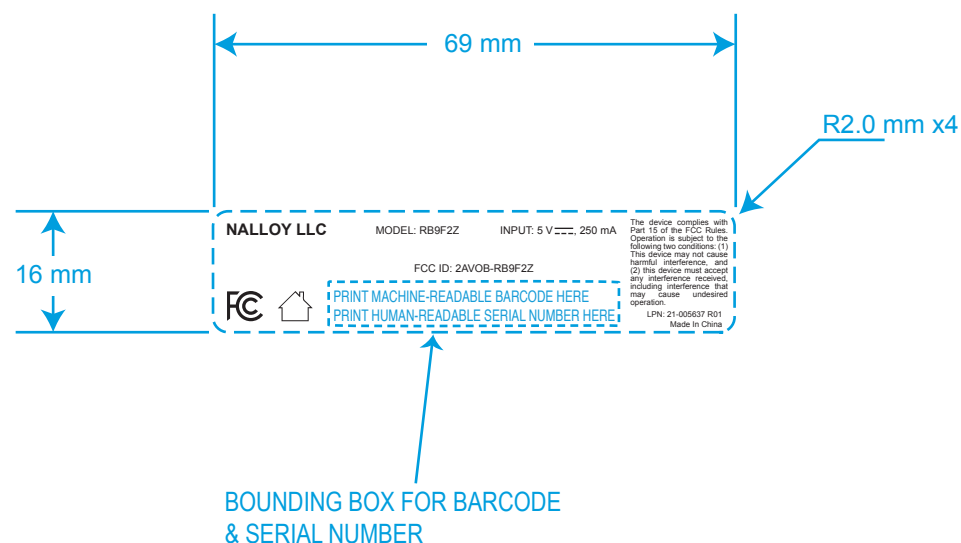 69 mm
R2.0 mm x4
16 mm
NALLOY LLC
MODEL: RB9F2Z
INPUT: 5 V ⎓, 250 mA
FCC ID: 2AVOB-RB9F2Z
FC
PRINT MACHINE-READABLE BARCODE HERE
PRINT HUMAN-READABLE SERIAL NUMBER HERE
The device complies with
Part 15 of the FCC Rules.
Operation is subject to the
following two conditions: (1)
This device may not cause
harmful interference, and
(2) this device must accept
any interference received,
including interference that
may cause undesired
operation.
LPN: 21-005637 R01
Made In China
BOUNDING BOX FOR BARCODE
& SERIAL NUMBER